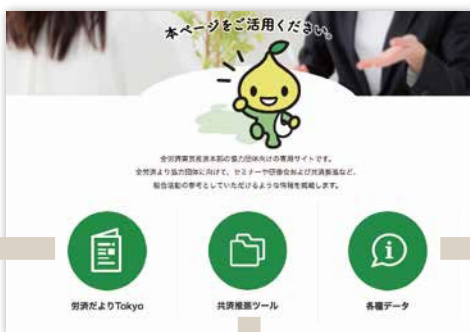 本ページをご活用ください。
全労済東京推進本部の協力団体向けの専用サイトです。
全労済より協力団体に向けて、セミナーや研修会および共済推進など、
組合活動の参考としていただけるような情報を掲載します。
労済だよりTokyo
共済推進ツール
各種データ